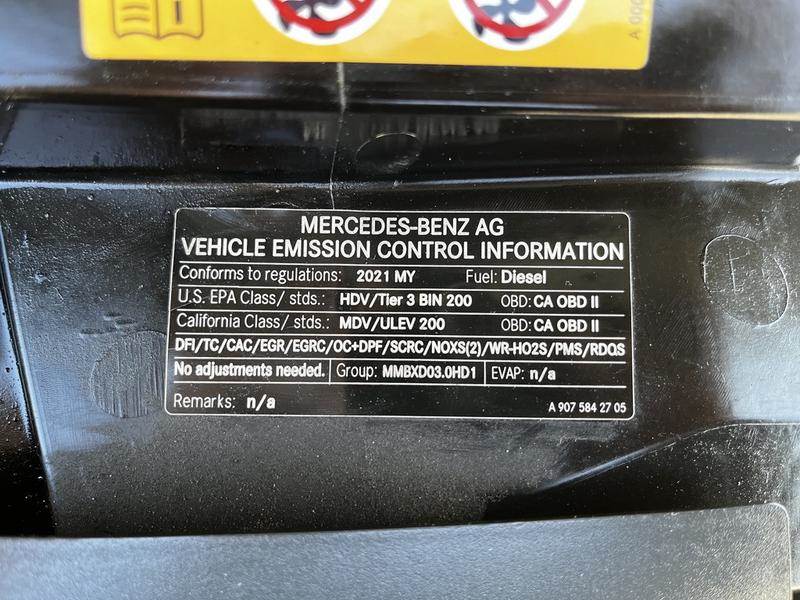 A 000
MERCEDES-BENZ AG
VEHICLE EMISSION CONTROL INFORMATION
Conforms to regulations: 2021 MY Fuel: Diesel
U.S. EPA Class/ stds.: HDV/Tier 3 BIN 200 OBD: CA OBD II
California Class/ stds.: MDV/ULEV 200 OBD: CA OBD II
DFI/TC/CAC/EGR/EGRC/OC+DPF/SCRC/NOXS(2)/WR-HO2S/PMS/RDQS
No adjustments needed. Group: MMBXD03.0HD1 EVAP: n/a
Remarks: n/a A 907 584 27 05